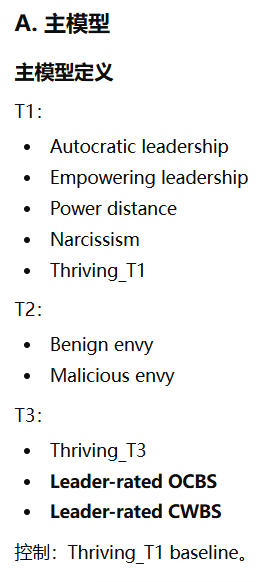 A. 主模型
主模型定义
T1：
• Autocratic leadership
• Empowering leadership
• Power distance
• Narcissism
• Thriving_T1
T2：
• Benign envy
• Malicious envy
T3：
• Thriving_T3
• Leader-rated OCBS
• Leader-rated CWBS
控制：Thriving_T1 baseline。